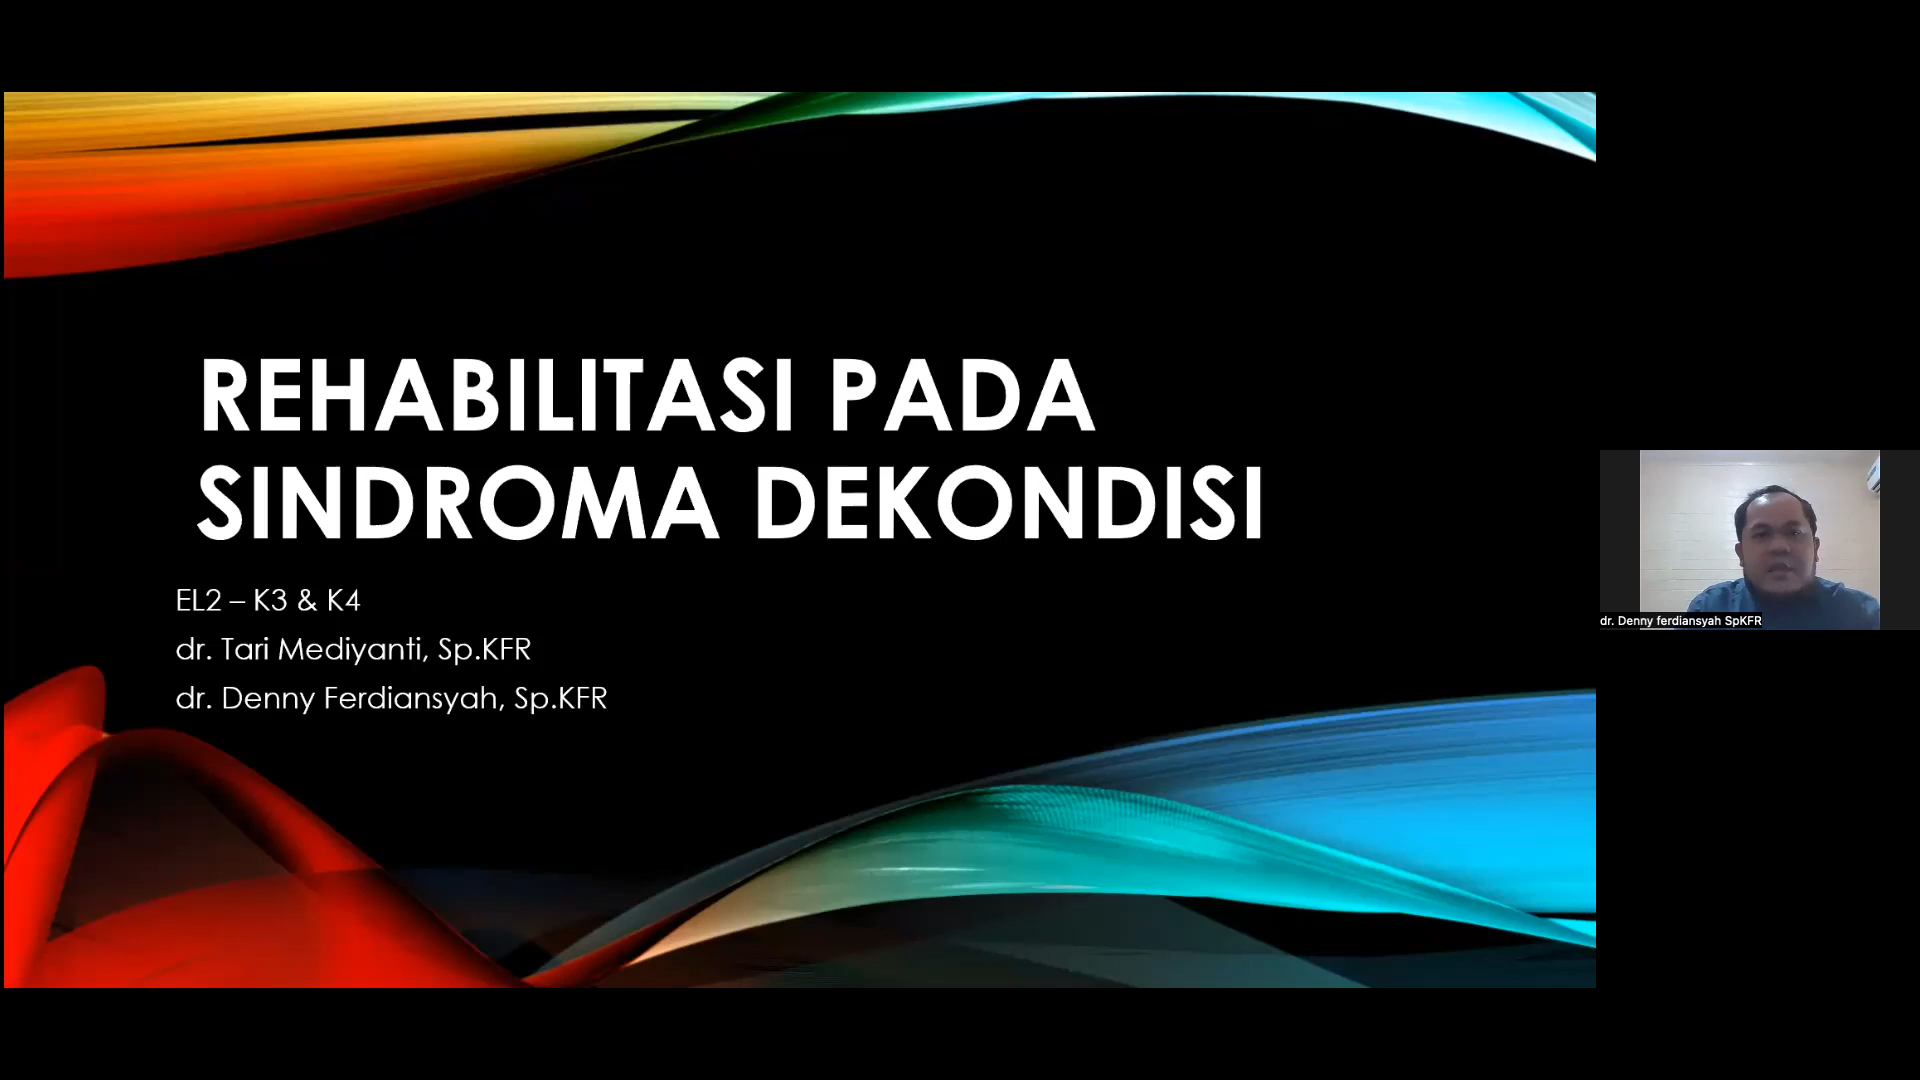 REHABILITASI PADA
SINDROMA DEKONDISI
EL2 – K3 & K4
dr. Tari Mediyanti, Sp.KFR
dr. Denny Ferdiansyah, Sp.KFR
dr. Denny ferdiansyah SpKFR